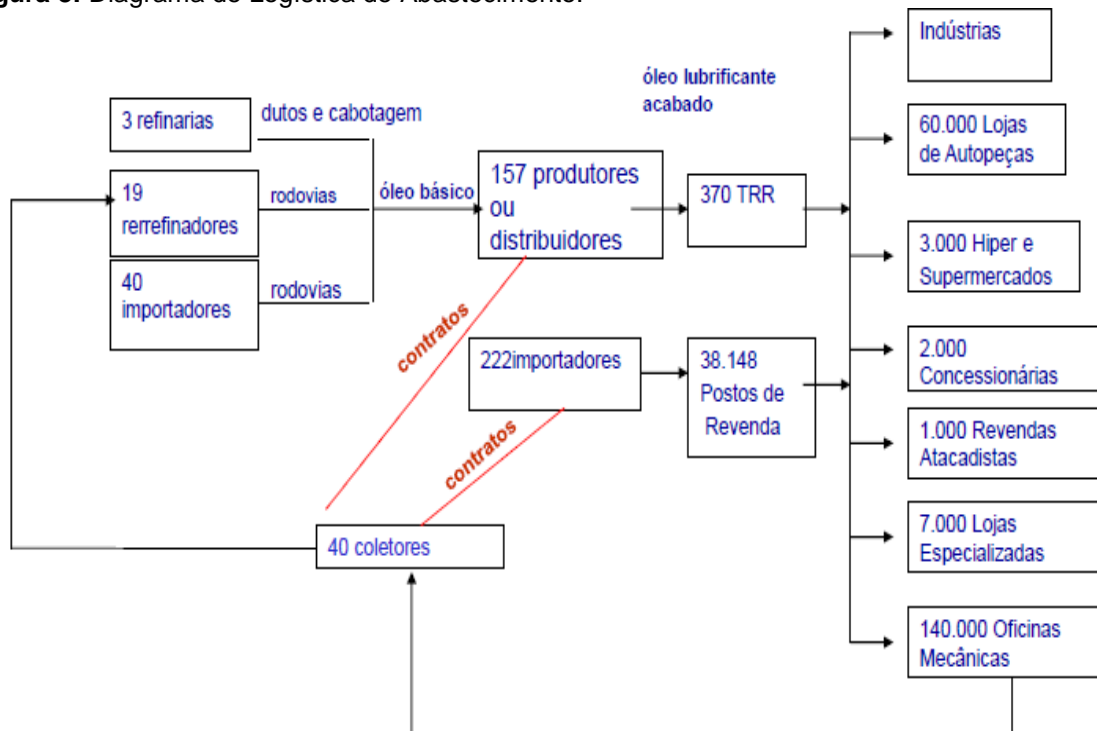 Diagrama de Logística de Abastecimento.
3 refinarias
dutos e cabotagem
19
rerrefinadores
rodovias
40
importadores
rodovias
óleo básico
157 produtores
ou
distribuidores
óleo lubrificante
acabado
370 TRR
contratos
222importadores
38.148
Postos de
Revenda
contratos
40 coletores
Indústrias
60.000 Lojas
de Autopeças
3.000 Hiper e
Supermercados
2.000
Concessionárias
1.000 Revendas
Atacadistas
7.000 Lojas
Especializadas
140.000 Oficinas
Mecânicas